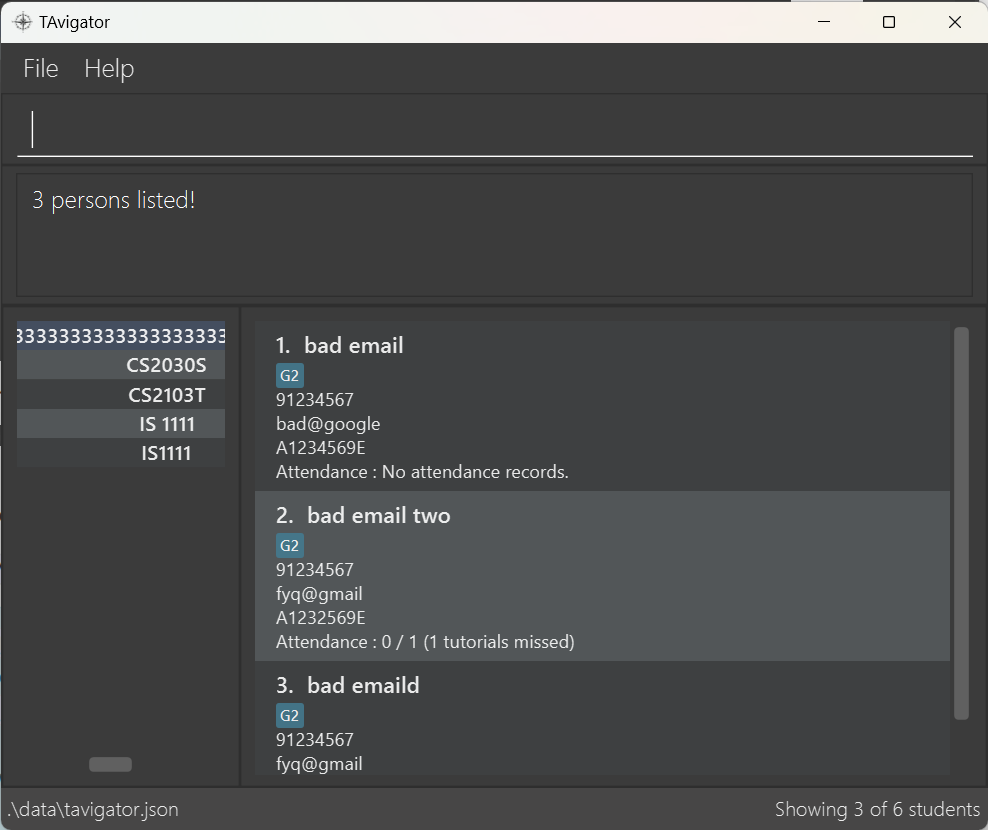 TAvigator
File Help
3 persons listed!
CS2030S
CS2103T
IS 1111
IS1111
1. bad email
G2
91234567
bad@google
A1234569E
Attendance : No attendance records.
2. bad email two
G2
91234567
fyq@gmail
A1232569E
Attendance : 0 / 1 (1 tutorials missed)
3. bad emaild
G2
91234567
fyq@gmail
.\data\tavigator.json
Showing 3 of 6 students